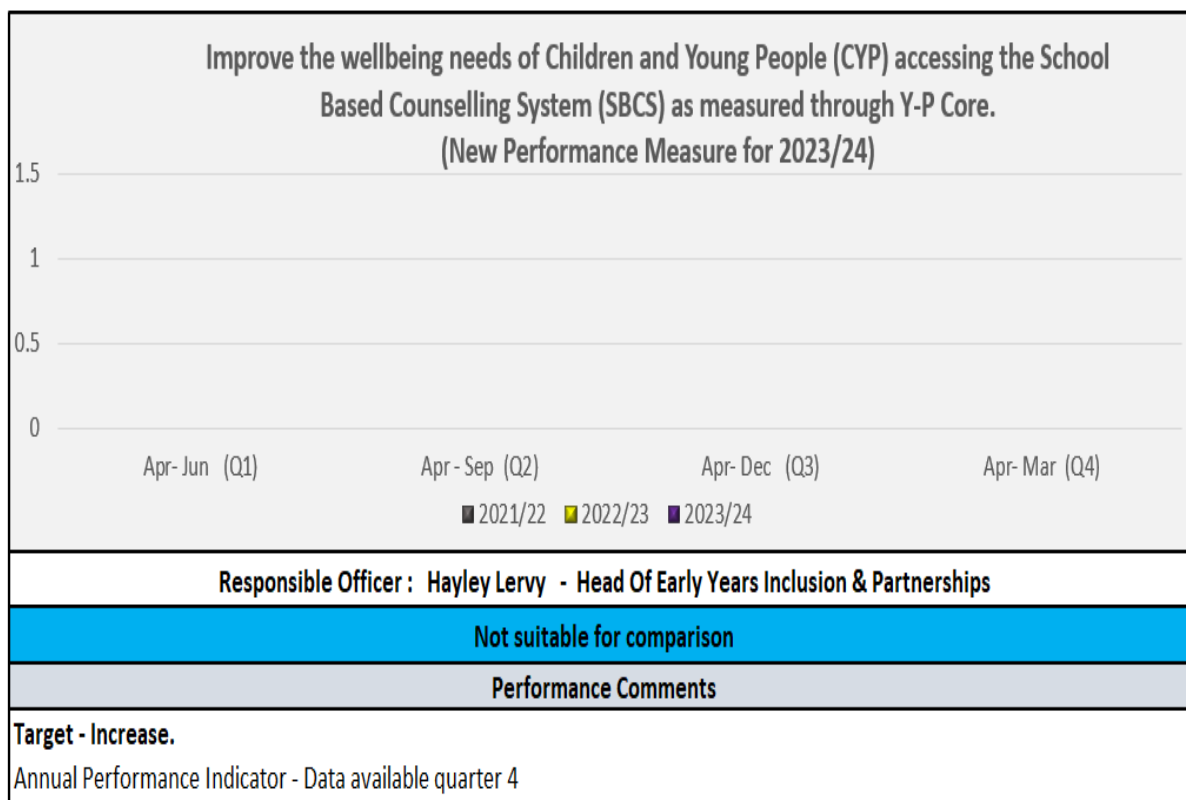 Improve the wellbeing needs of Children and Young People (CYP) accessing the School
Based Counselling System (SBCS) as measured through Y-P Core.
(New Performance Measure for 2023/24)
1.5
1
0.5
0
Apr- Jun (Q1) Apr - Sep (Q2) Apr- Dec (Q3) Apr- Mar (Q4)
2021/22 2022/23 2023/24
Responsible Officer : Hayley Lervy - Head Of Early Years Inclusion & Partnerships
Not suitable for comparison
Performance Comments
Target - Increase.
Annual Performance Indicator - Data available quarter 4